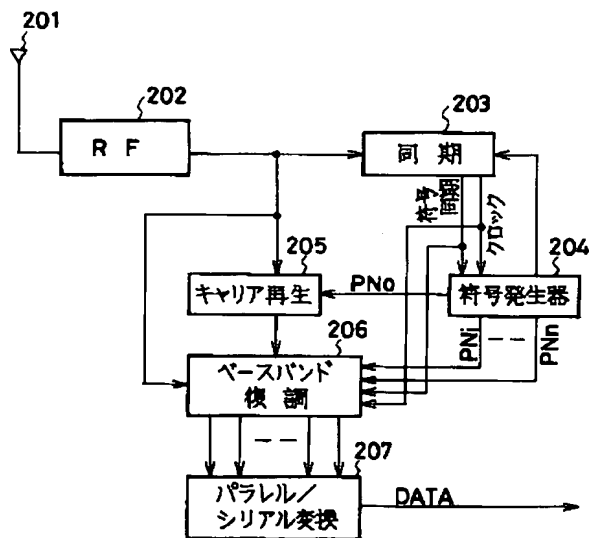 201
202
RF
203
同期
符号
同期
クロック
204
符号発生器
205
キャリア再生
PN0
PNi
PNn
206
ベースバンド
復調
207
パラレル/
シリアル変換
DATA